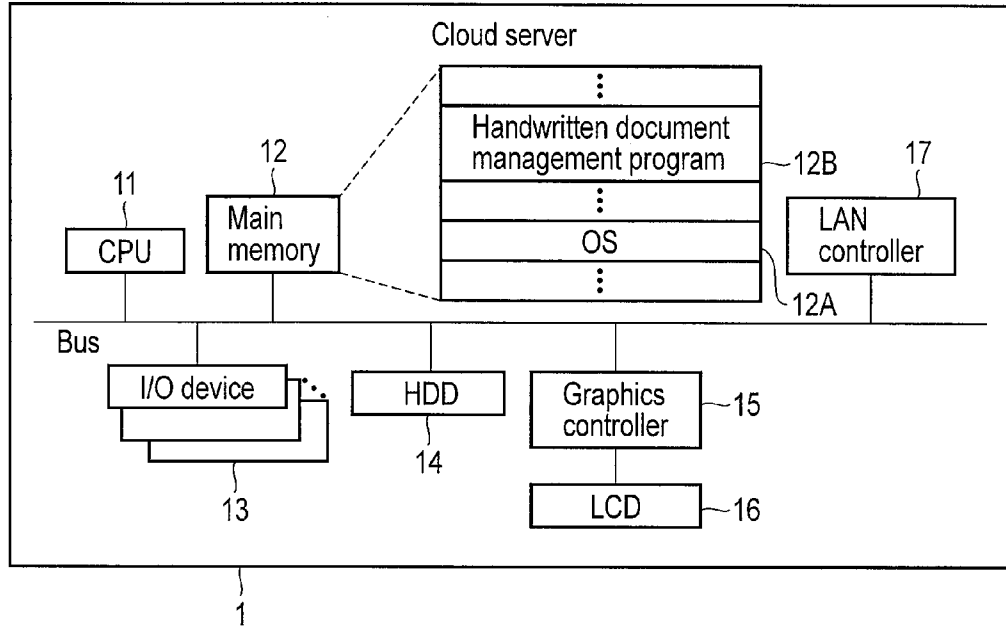 Cloud server
⋮
Handwritten document
management program
⋮
OS
⋮
12B
12A
11
CPU
12
Main
memory
17
LAN
controller
Bus
I/O device
13
HDD
14
Graphics
controller
15
LCD
16
1